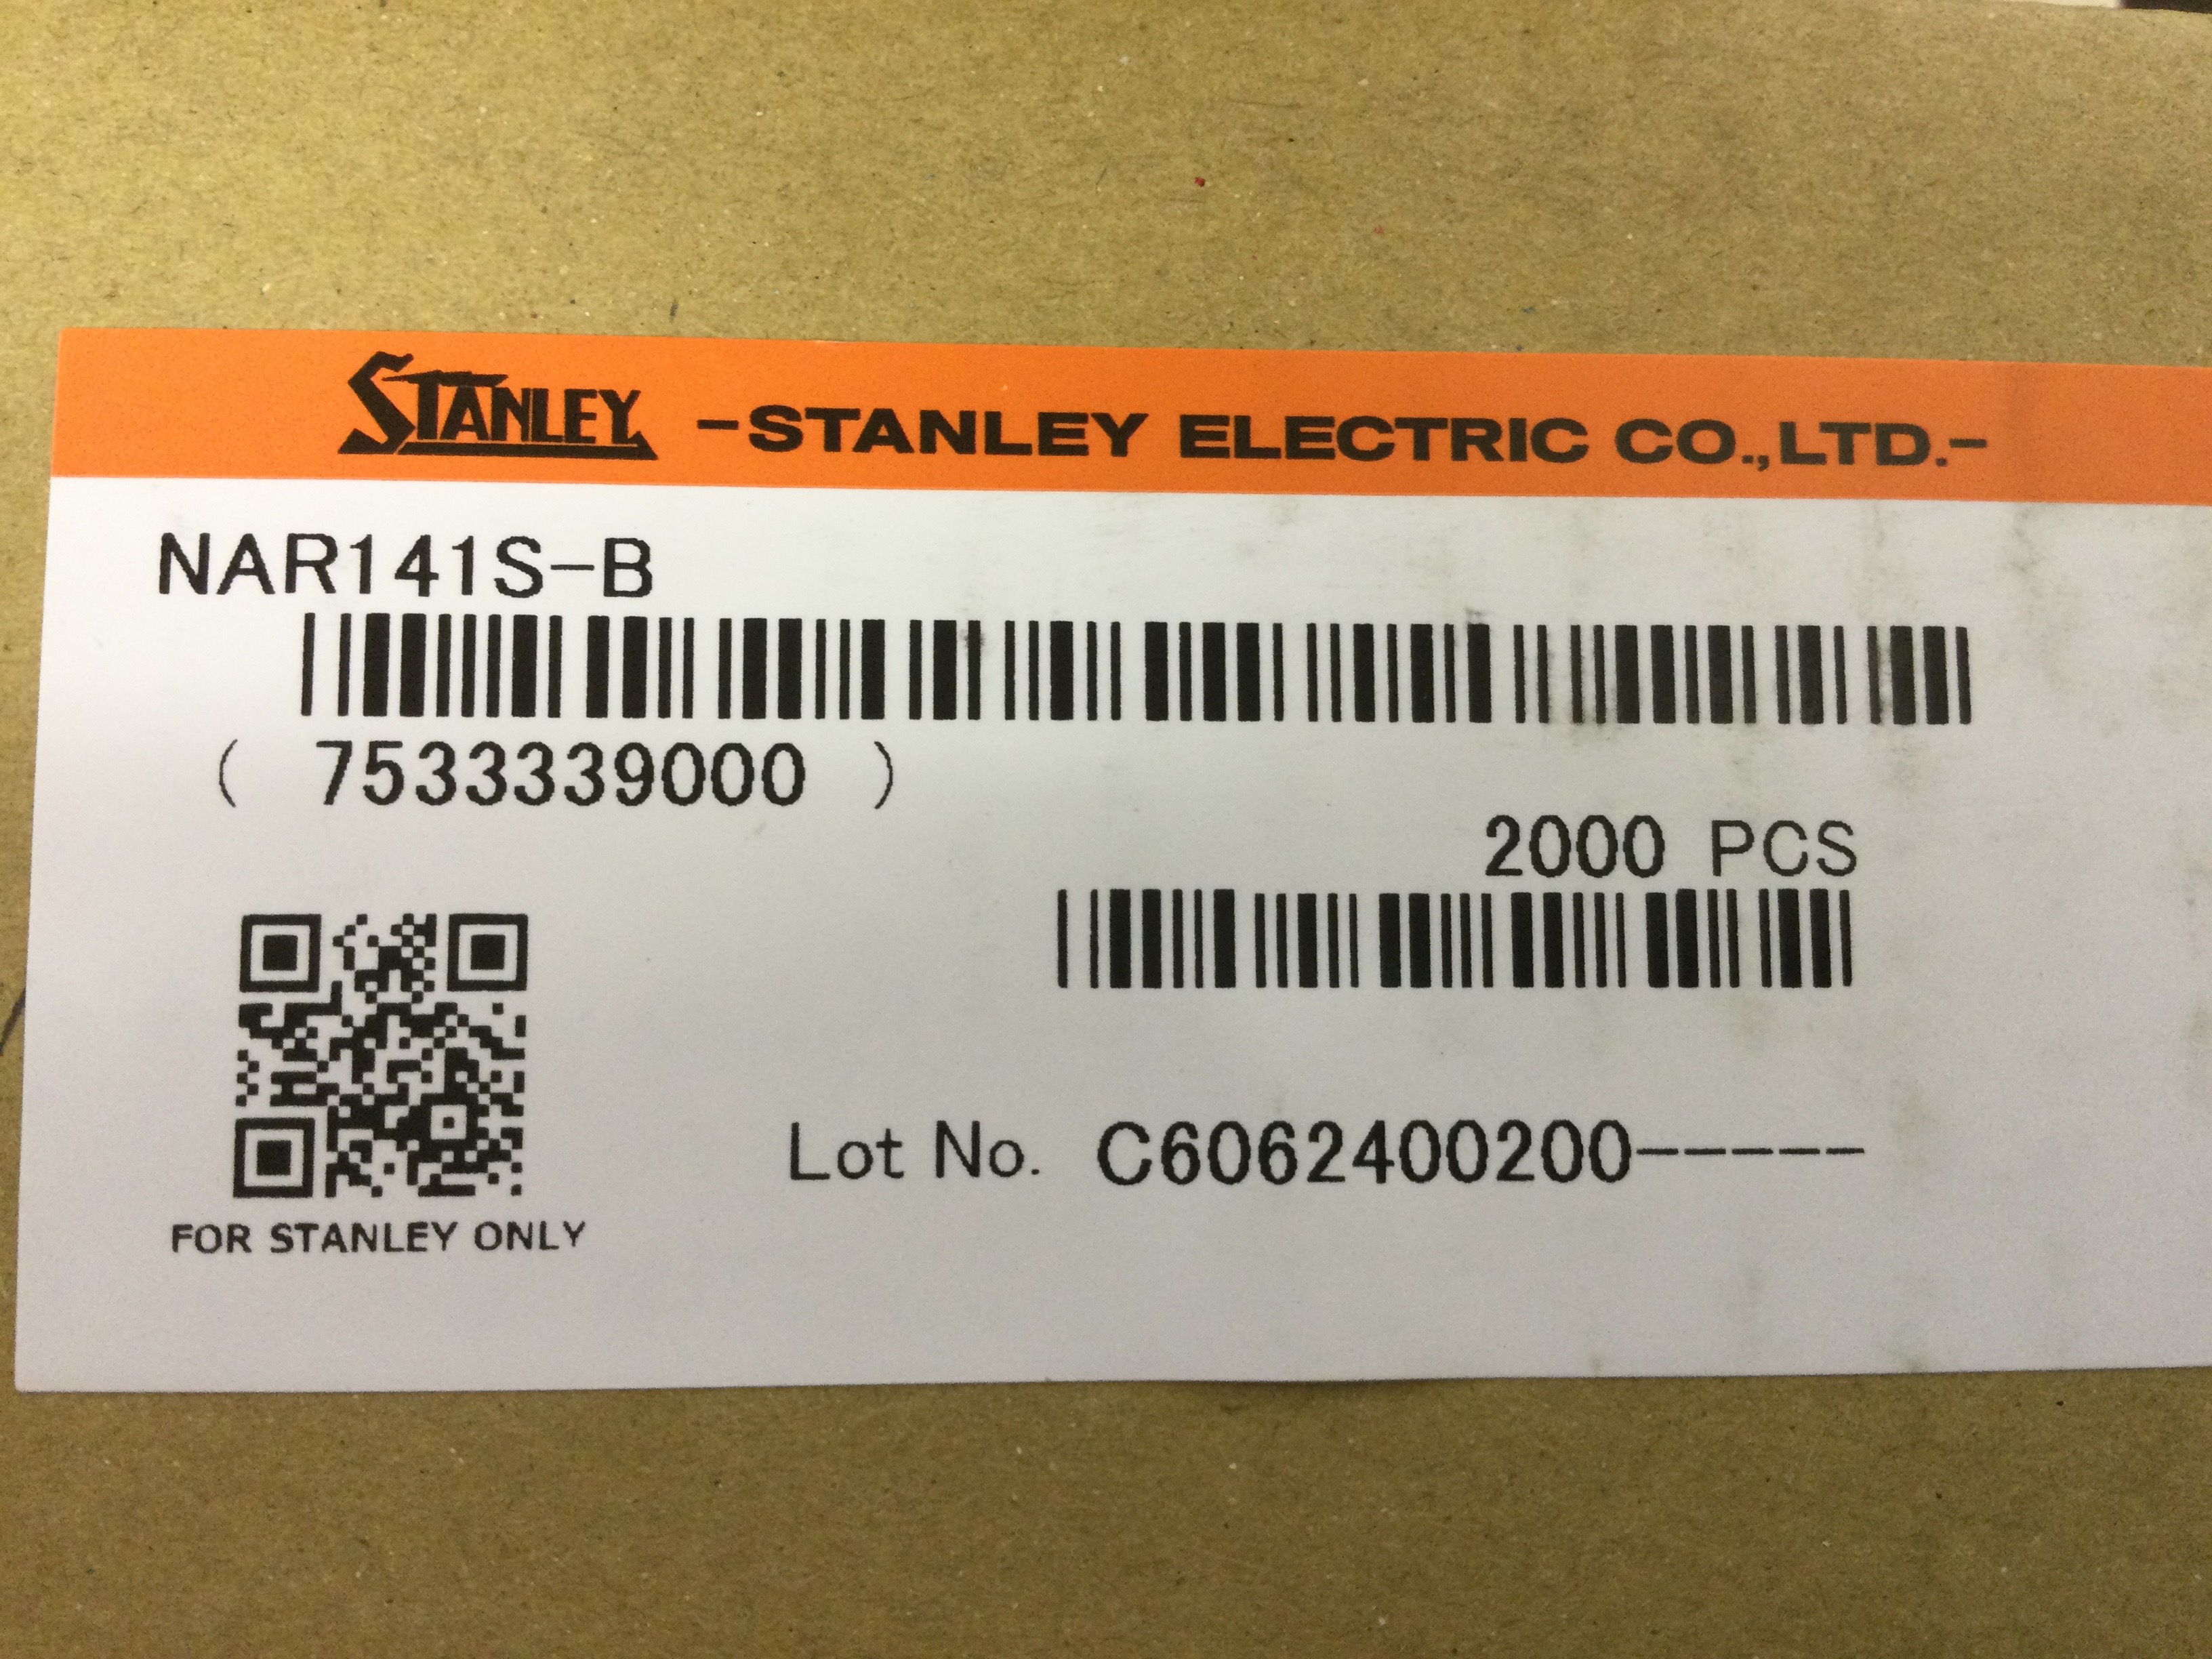 STANLEY -STANLEY ELECTRIC CO.,LTD.-
NAR141S-B
( 7533339000 )
2000 PCS
Lot No. C6062400200-----
FOR STANLEY ONLY